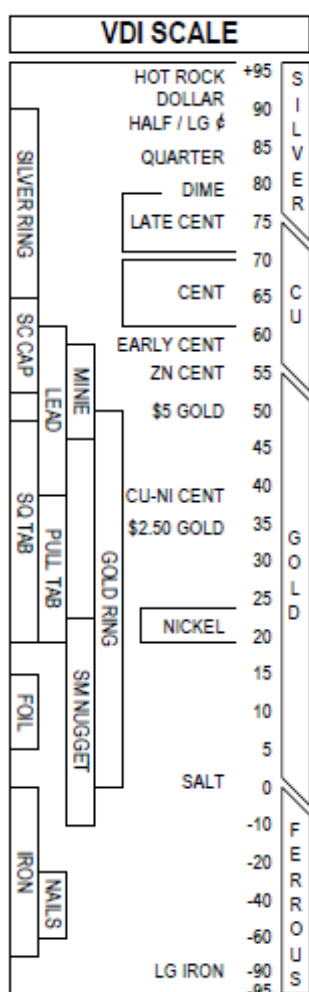 VDI SCALE
HOT ROCK +95
DOLLAR
HALF / LG ¢ 90
QUARTER 85
DIME 80
LATE CENT 75
70
CENT 65
60
EARLY CENT
ZN CENT 55
$5 GOLD 50
45
CU-NI CENT 40
$2.50 GOLD 35
30
25
NICKEL 20
15
10
5
SALT 0
-10
-20
-40
-60
LG IRON -90
-95
SILVER RING
SC CAP
SQ TAB
FOIL
IRON
LEAD
PULL TAB
NAILS
MINIE
SM NUGGET
GOLD RING
SILVER
CU
GOLD
FERROUS